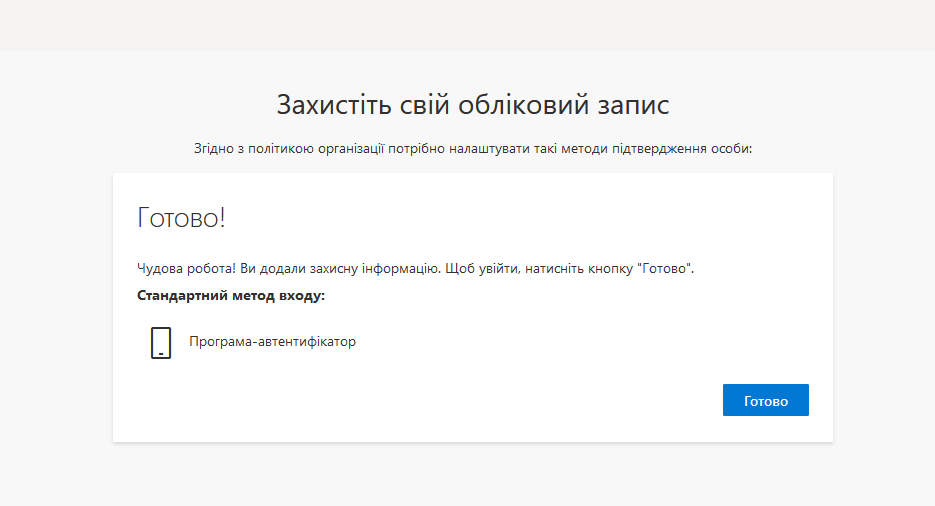 Захистіть свій обліковий запис
Згідно з політикою організації потрібно налаштувати такі методи підтвердження особи:
Готово!
Чудова робота! Ви додали захисну інформацію. Щоб увійти, натисніть кнопку "Готово".
Стандартний метод входу:
Програма-автентифікатор
Готово